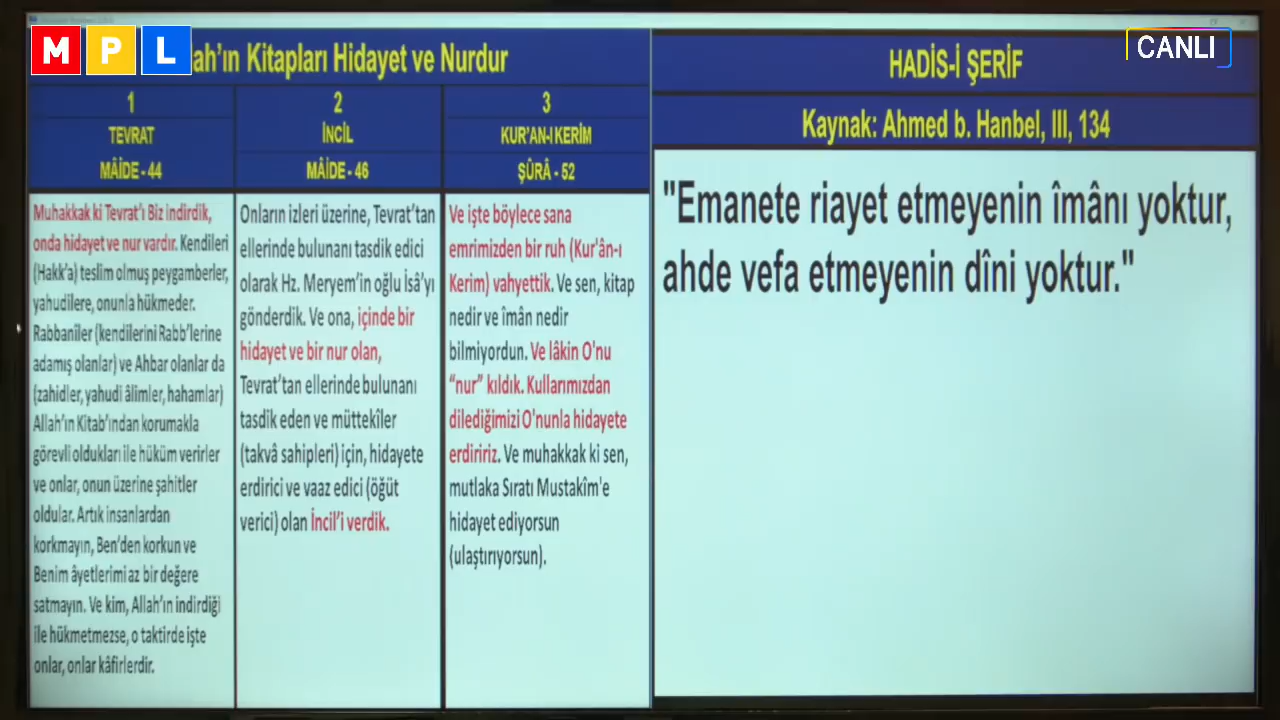 MPL
ah’ın Kitapları Hidayet ve Nurdur
1
TEVRAT
MÂİDE - 44
Muhakkak ki Tevrat’ı Biz indirdik,
onda hidayet ve nur vardır. Kendileri
(Hakk’a) teslim olmuş peygamberler,
yahudilere, onunla hükmeder.
Rabbanîler (kendilerini Rabb’lerine
adamış olanlar) ve Ahbar olanlar da
(zahidler, yahudi âlimler, hahamlar)
Allah’ın Kitab’ından korumakla
görevli oldukları ile hüküm verirler
ve onlar, onun üzerine şahitler
oldular. Artık insanlardan
korkmayın, Ben’den korkun ve
Benim âyetlerimi az bir değere
satmayın. Ve kim, Allah’ın indirdiği
ile hükmetmezse, o taktirde işte
onlar, onlar kâfirlerdir.
2
İNCİL
MÂİDE - 46
Onların izleri üzerine, Tevrat’tan
ellerinde bulunanı tasdik edici
olarak Hz. Meryem’in oğlu İsâ’yı
gönderdik. Ve ona, içinde bir
hidayet ve bir nur olan,
Tevrat’tan ellerinde bulunanı
tasdik eden ve müttekîler
(takvâ sahipleri) için, hidayete
erdirici ve vaaz edici (öğüt
verici) olan İncil’i verdik.
3
KUR’AN-I KERİM
ŞÛRÂ - 52
Ve işte böylece sana
emrimizden bir ruh (Kur'ân-ı
Kerim) vahyettik. Ve sen, kitap
nedir ve îmân nedir
bilmiyordun. Ve lâkin O'nu
“nur” kıldık. Kullarımızdan
dilediğimizi O'nunla hidayete
erdiririz. Ve muhakkak ki sen,
mutlaka Sıratı Mustakîm'e
hidayet ediyorsun
(ulaştırıyorsun).
CANLI
HADİS-İ ŞERİF
Kaynak: Ahmed b. Hanbel, III, 134
"Emanete riayet etmeyenin îmânı yoktur,
ahde vefa etmeyenin dîni yoktur."